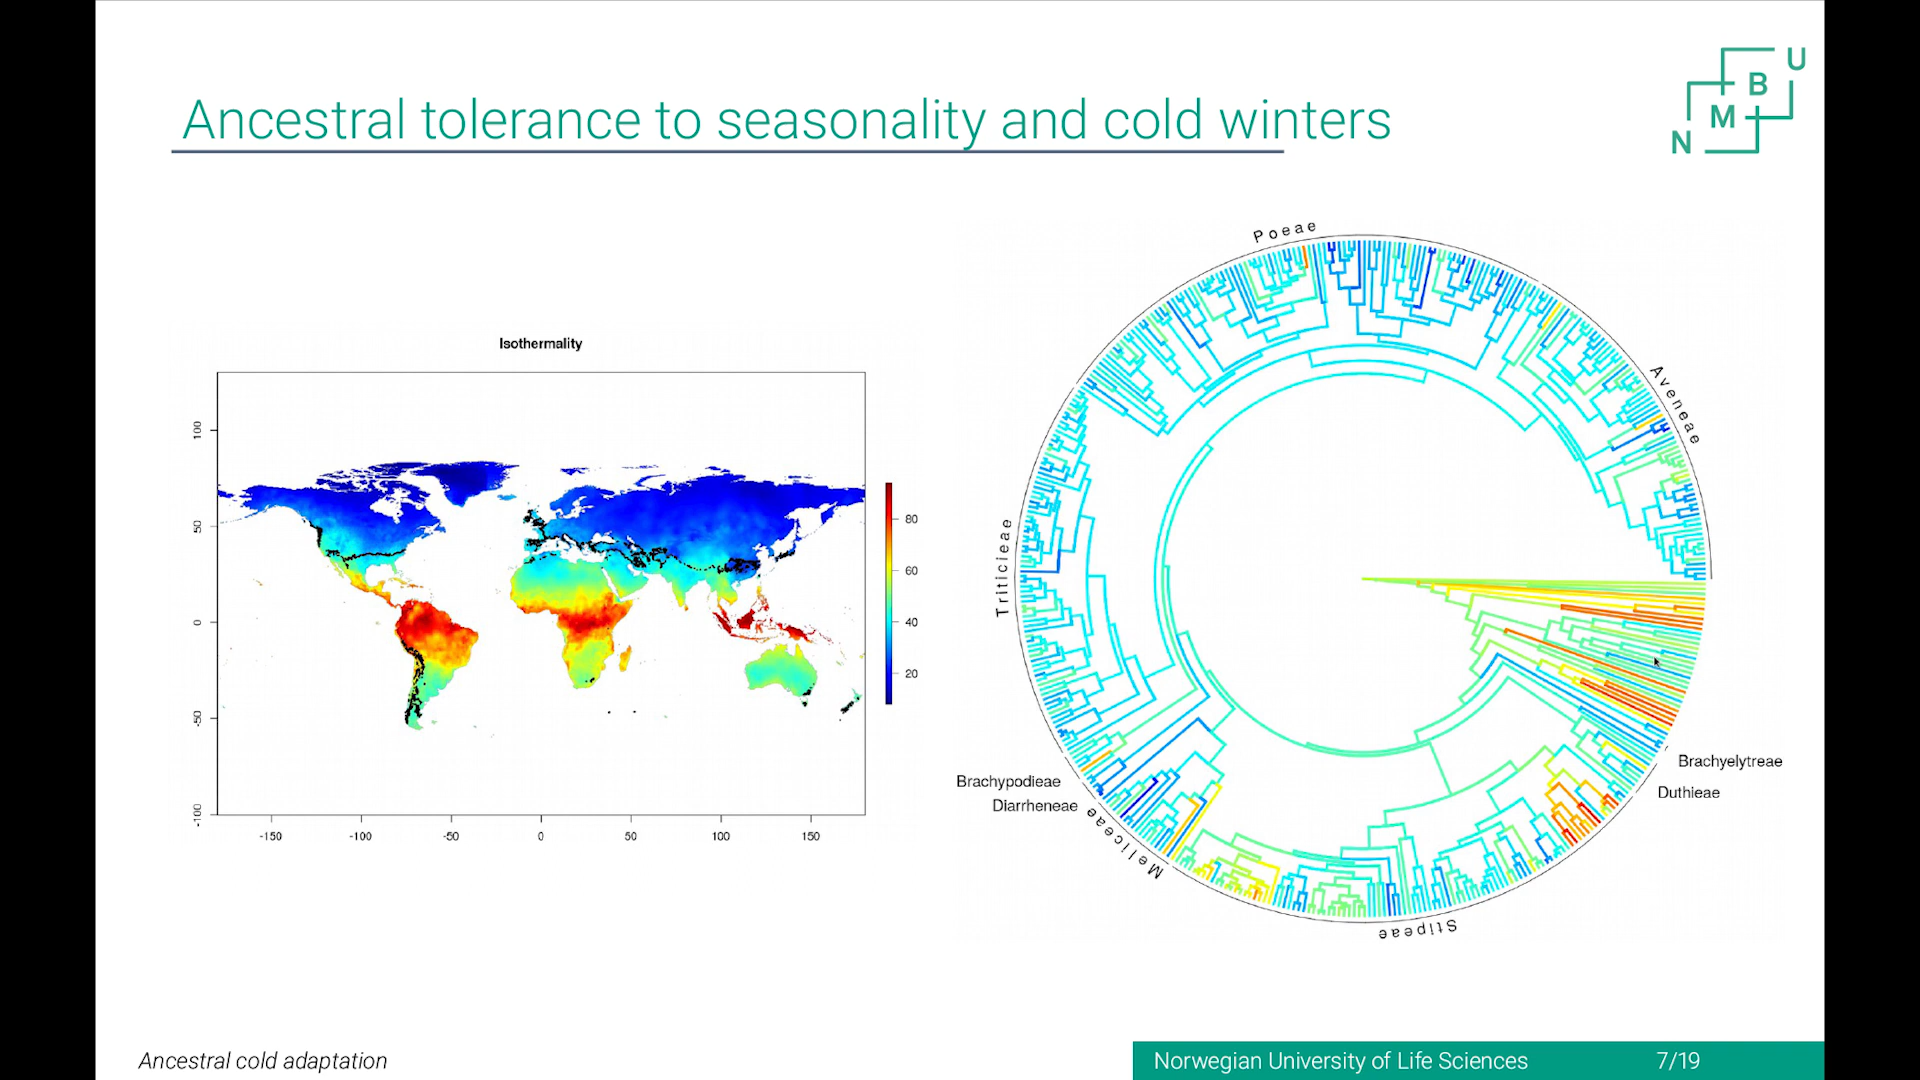 Ancestral tolerance to seasonality and cold winters
N M B U
Isothermality
100
50
0
-50
-100
-150 -100 -50 0 50 100 150
80
60
40
20
Poeae
Aveneae
Triticieae
Brachyelytreae
Duthieae
Brachypodieae
Diarrheneae
Meliceae
Stipeae
Ancestral cold adaptation
Norwegian University of Life Sciences 7/19